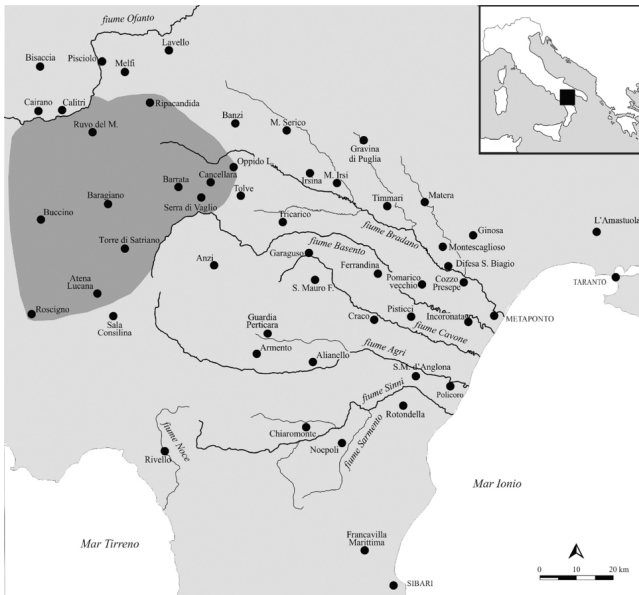 fiume Ofanto
Lavello
Bisaccia
Pisciolo
Melfi
Cairano
Calitri
Ripacandida
Ruvo del M.
Banzi
M. Serico
Gravina
di Puglia
Oppido L.
Irsina
M. Irsi
Barrata
Cancellara
Tolve
Timmari
Matera
Baragiano
Serra di Vaglio
Buccino
Tricarico
fiume Bradano
Ginosa
L'Amastuola
Torre di Satriano
Montescaglioso
fiume Basento
Anzi
Garaguso
Ferrandina
Difesa S. Biagio
Cozzo
Presepe
TARANTO
Atena
Lucana
S. Mauro F.
Pomarico
vecchio
Roscigno
Sala
Consilina
Craco
Pisticci
Incoronata
METAPONTO
Guardia
Perticara
fiume Cavone
Armento
Alianello
fiume Agri
S.M. d'Anglona
Policoro
fiume Sinni
Rotondella
Chiaromonte
Noepoli
fiume Sarmento
fiume Noce
Rivello
Mar Ionio
Mar Tirreno
Francavilla
Marittima
SIBARI
0 10 20 km